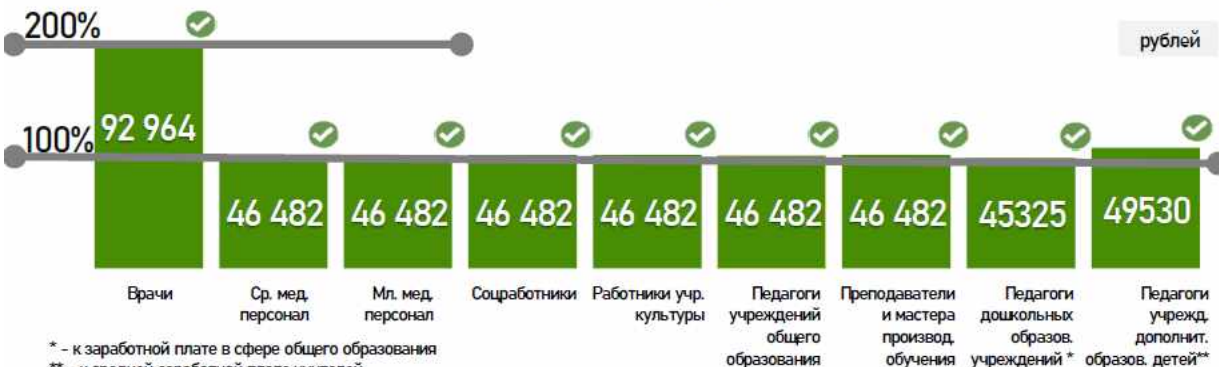 200%
рублей
100%
92 964
46 482
46 482
46 482
46 482
46 482
46 482
45325
49530
Врачи
Ср. мед.
персонал
Мл. мед.
персонал
Соцработники
Работники учр.
культуры
Педагоги
учреждений
общего
образования
Преподаватели
и мастера
производ.
обучения
Педагоги
дошкольных
образов.
учреждений *
Педагоги
учрежд.
дополнит.
образов. детей**
* - к заработной плате в сфере общего образования